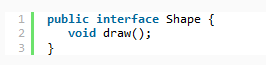 1 public interface Shape {
2    void draw();
3 }